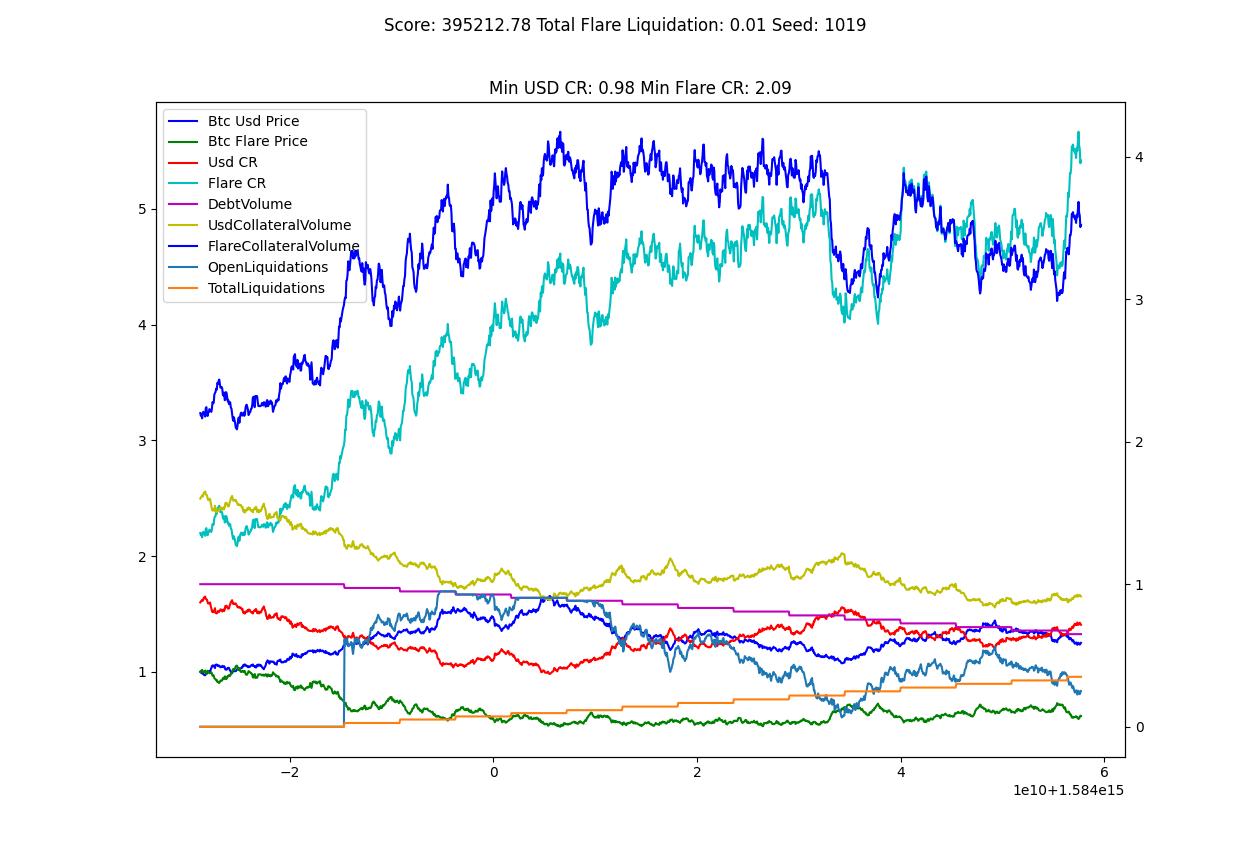 Score: 395212.78 Total Flare Liquidation: 0.01 Seed: 1019
Min USD CR: 0.98 Min Flare CR: 2.09
Btc Usd Price
Btc Flare Price
Usd CR
Flare CR
DebtVolume
UsdCollateralVolume
FlareCollateralVolume
OpenLiquidations
TotalLiquidations
5
4
3
2
1
4
3
2
1
0
−2 0 2 4 6
1e10+1.584e15